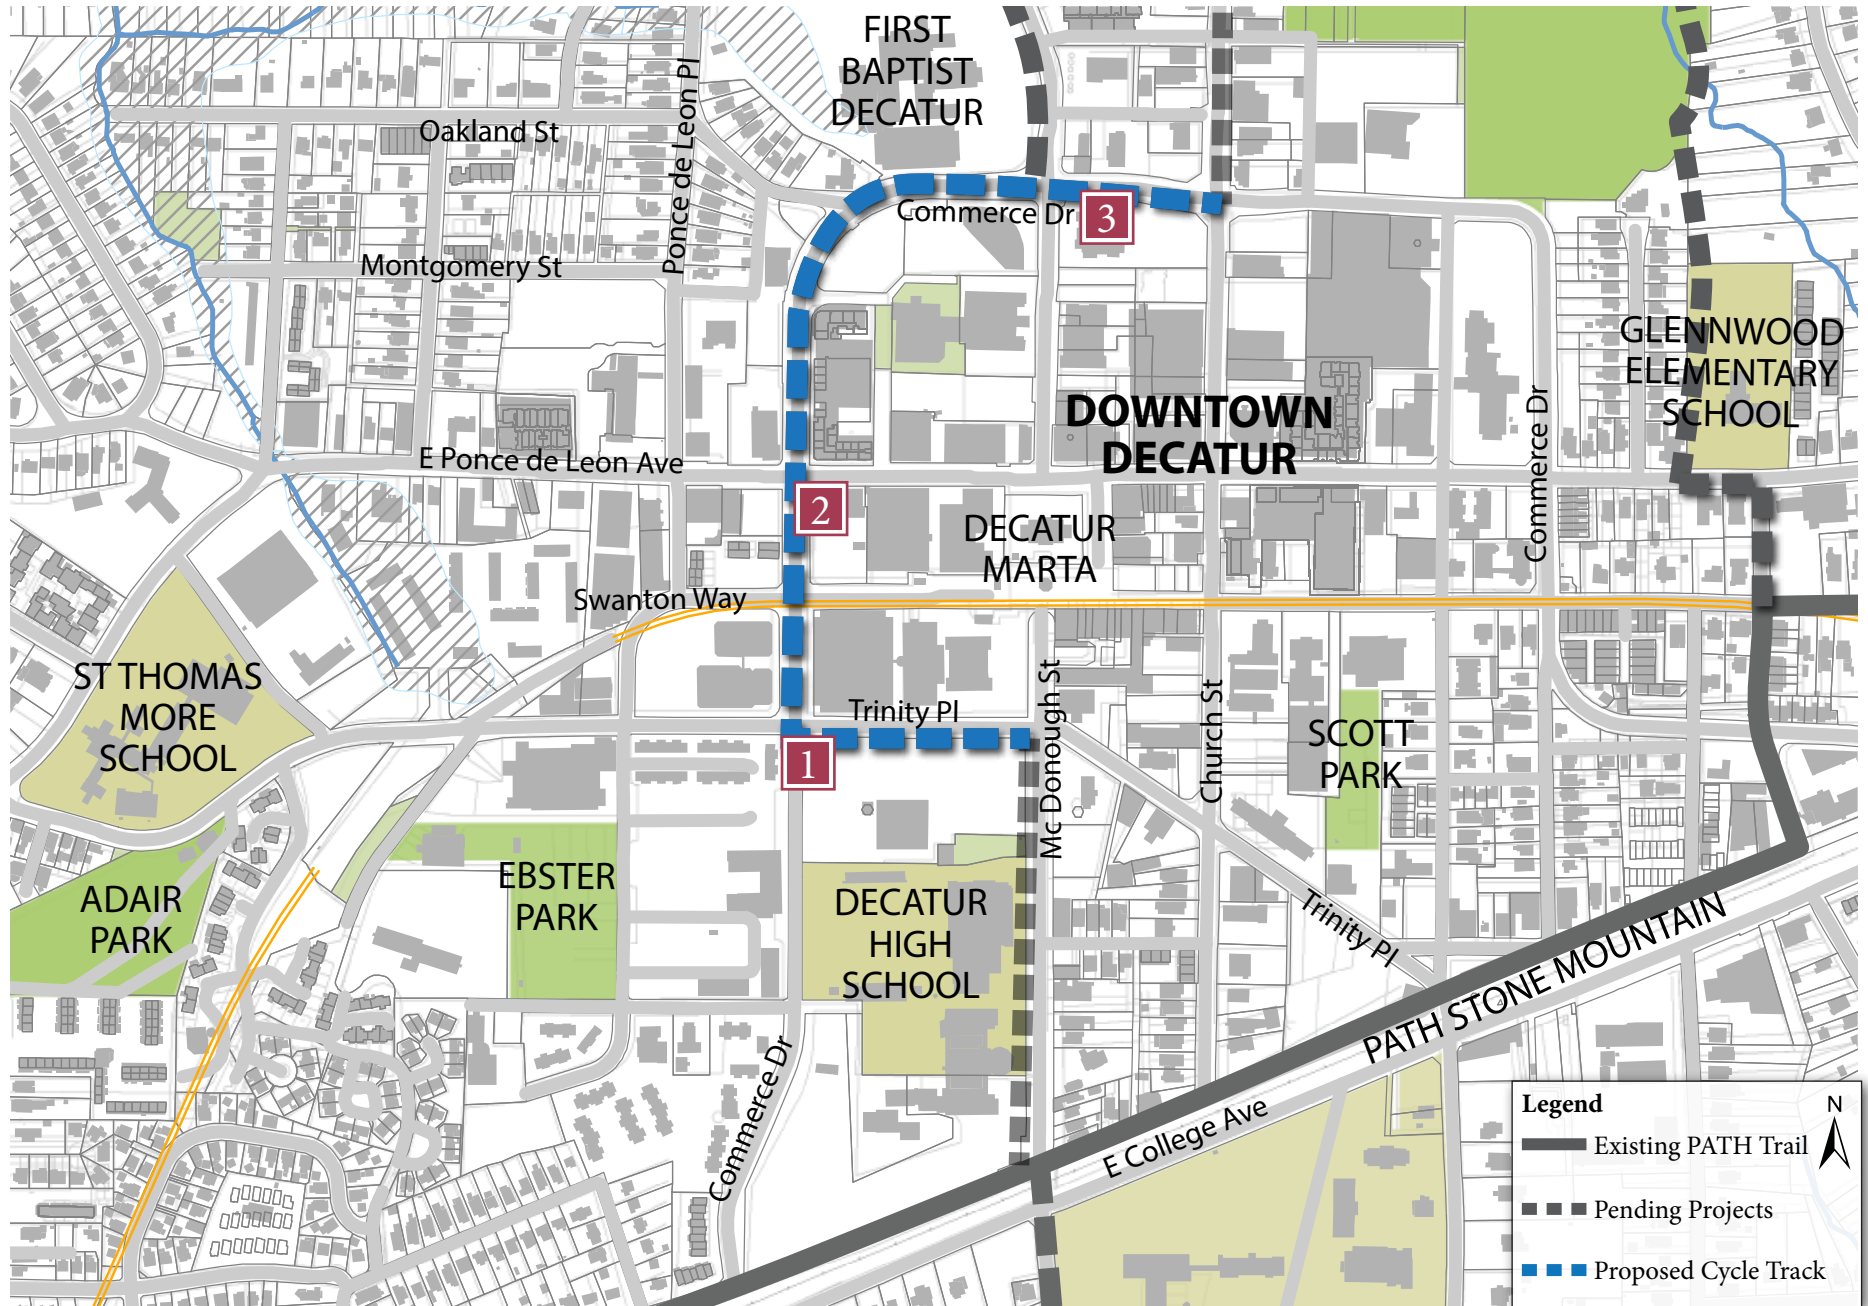 FIRST
BAPTIST
DECATUR
Oakland St
Ponce de Leon Pl
Commerce Dr
3
Montgomery St
GLENNWOOD
ELEMENTARY
SCHOOL
DOWNTOWN
DECATUR
E Ponce de Leon Ave
Commerce Dr
2
DECATUR
MARTA
Swanton Way
ST THOMAS
MORE
SCHOOL
Trinity Pl
Mc Donough St
Church St
SCOTT
PARK
1
EBSTER
PARK
ADAIR
PARK
DECATUR
HIGH
SCHOOL
Trinity Pl
PATH STONE MOUNTAIN
Commerce Dr
E College Ave
Legend
N
Existing PATH Trail
Pending Projects
Proposed Cycle Track